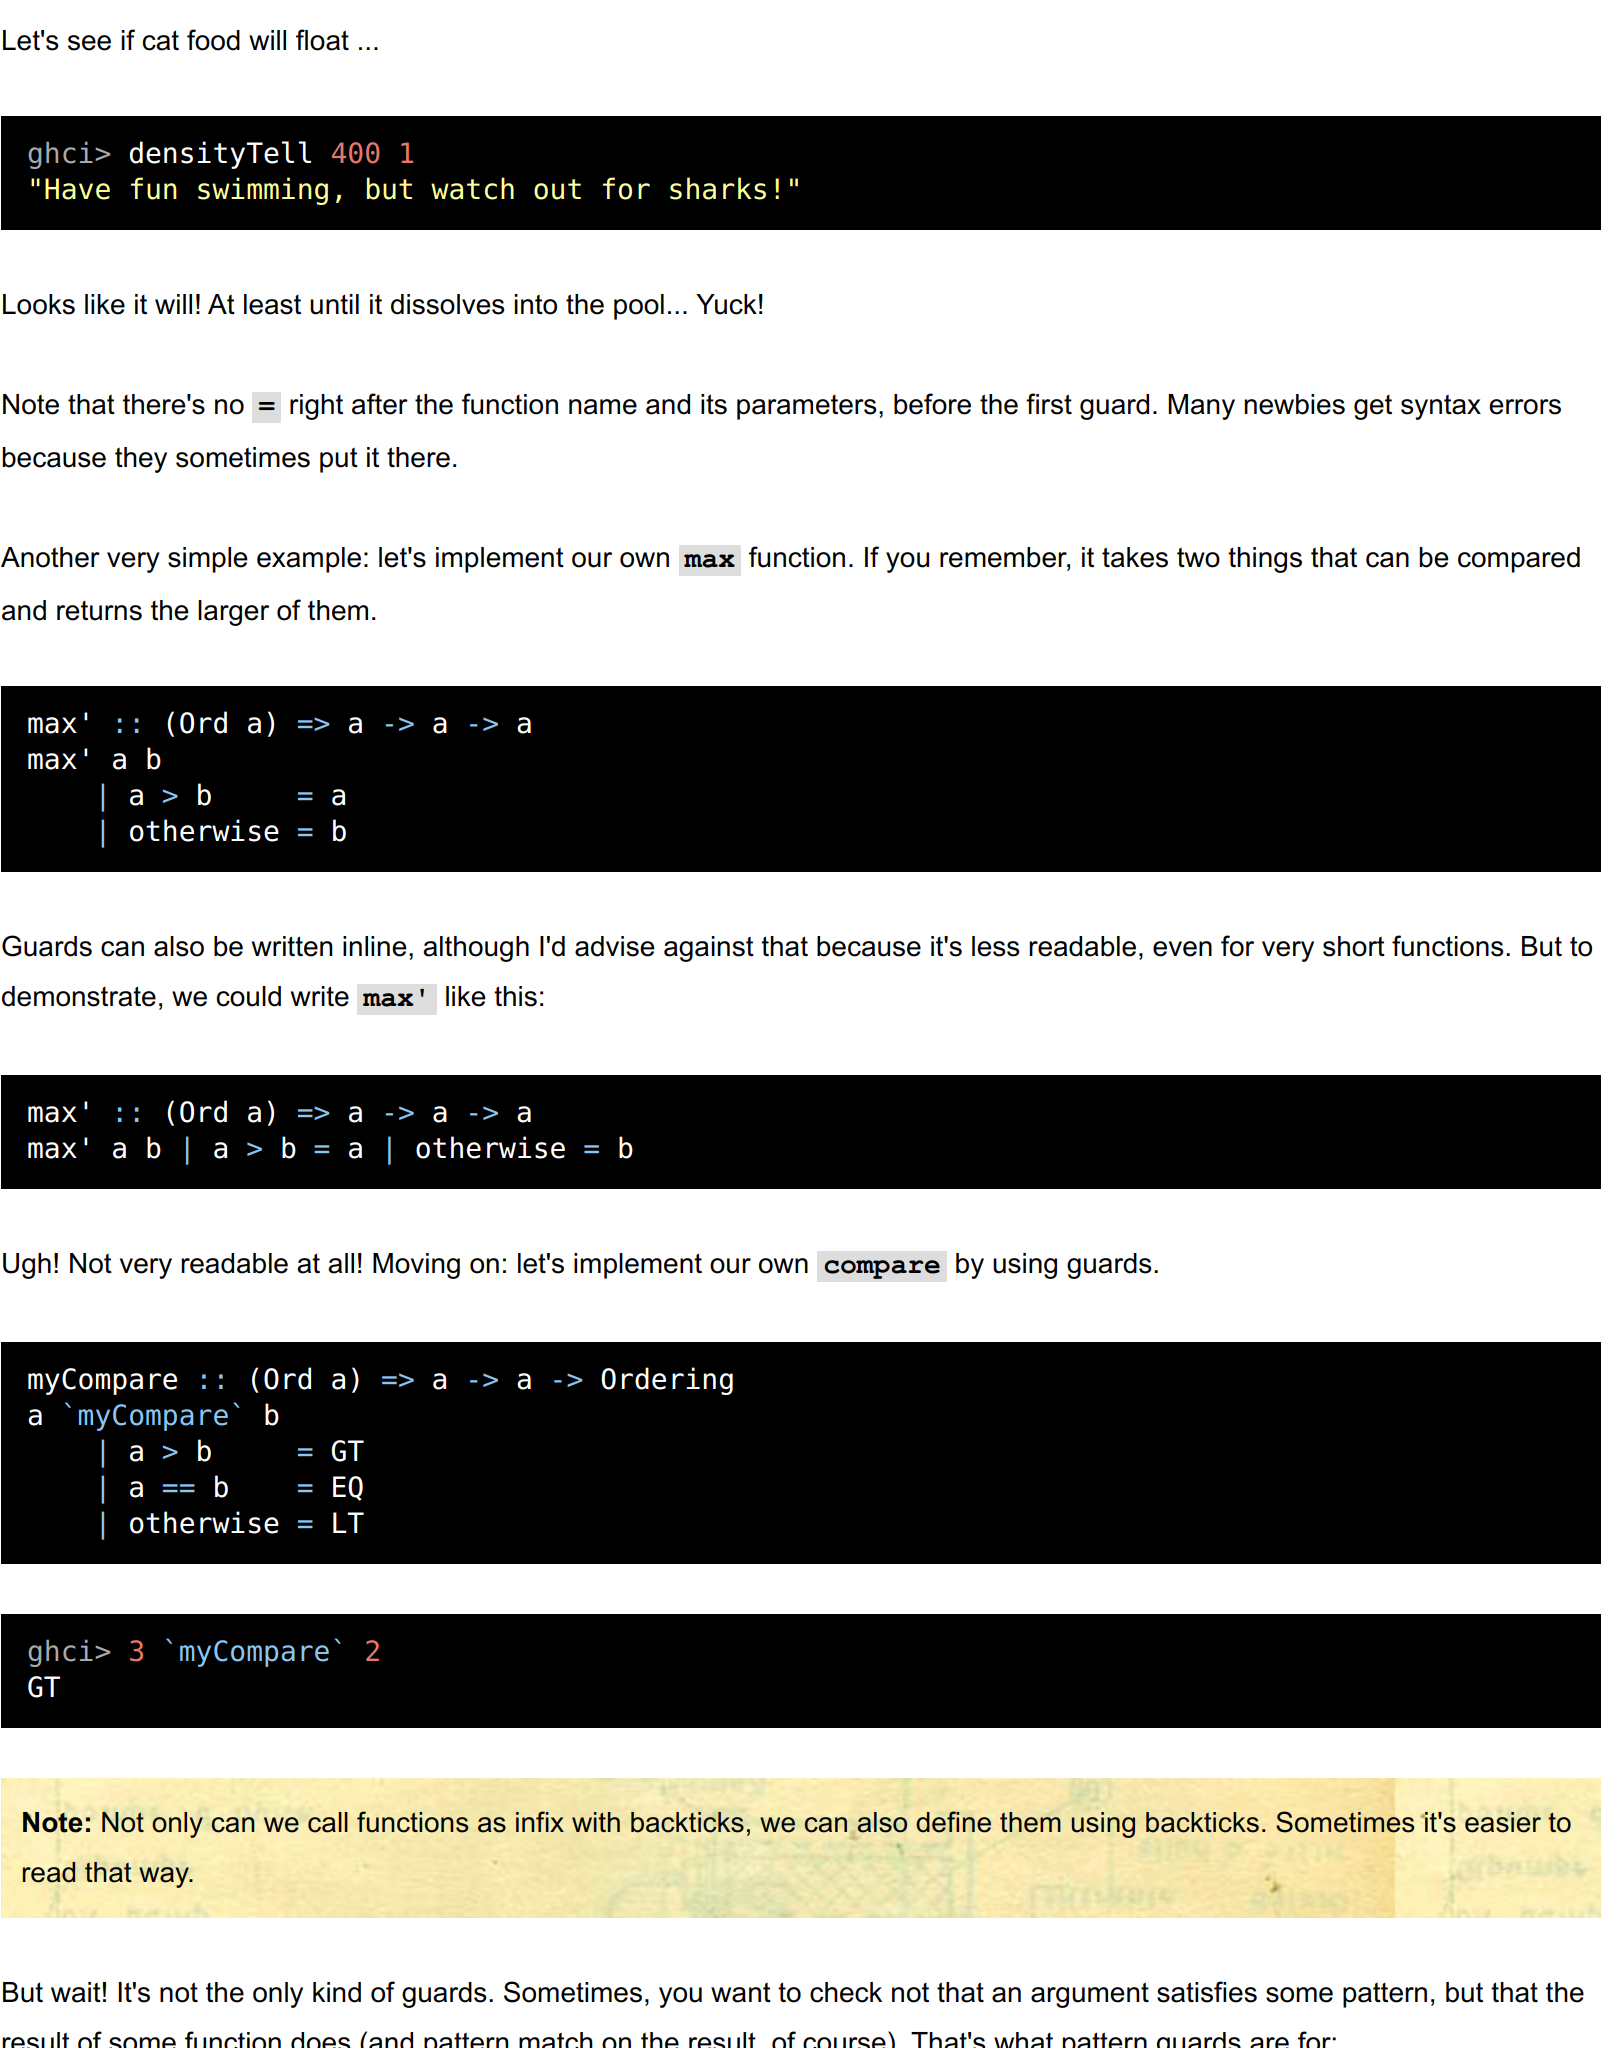 Let's see if cat food will float ...
ghci> densityTell 400 1
"Have fun swimming, but watch out for sharks!"
Looks like it will! At least until it dissolves into the pool... Yuck!
Note that there's no = right after the function name and its parameters, before the first guard. Many newbies get syntax errors
because they sometimes put it there.
Another very simple example: let's implement our own max function. If you remember, it takes two things that can be compared
and returns the larger of them.
max' :: (Ord a) => a -> a -> a
max' a b
    | a > b     = a
    | otherwise = b
Guards can also be written inline, although I'd advise against that because it's less readable, even for very short functions. But to
demonstrate, we could write max' like this:
max' :: (Ord a) => a -> a -> a
max' a b | a > b = a | otherwise = b
Ugh! Not very readable at all! Moving on: let's implement our own compare by using guards.
myCompare :: (Ord a) => a -> a -> Ordering
a `myCompare` b
    | a > b     = GT
    | a == b    = EQ
    | otherwise = LT
ghci> 3 `myCompare` 2
GT
Note: Not only can we call functions as infix with backticks, we can also define them using backticks. Sometimes it's easier to
read that way.
But wait! It's not the only kind of guards. Sometimes, you want to check not that an argument satisfies some pattern, but that the
result of some function does (and pattern match on the result, of course). That's what pattern guards are for: